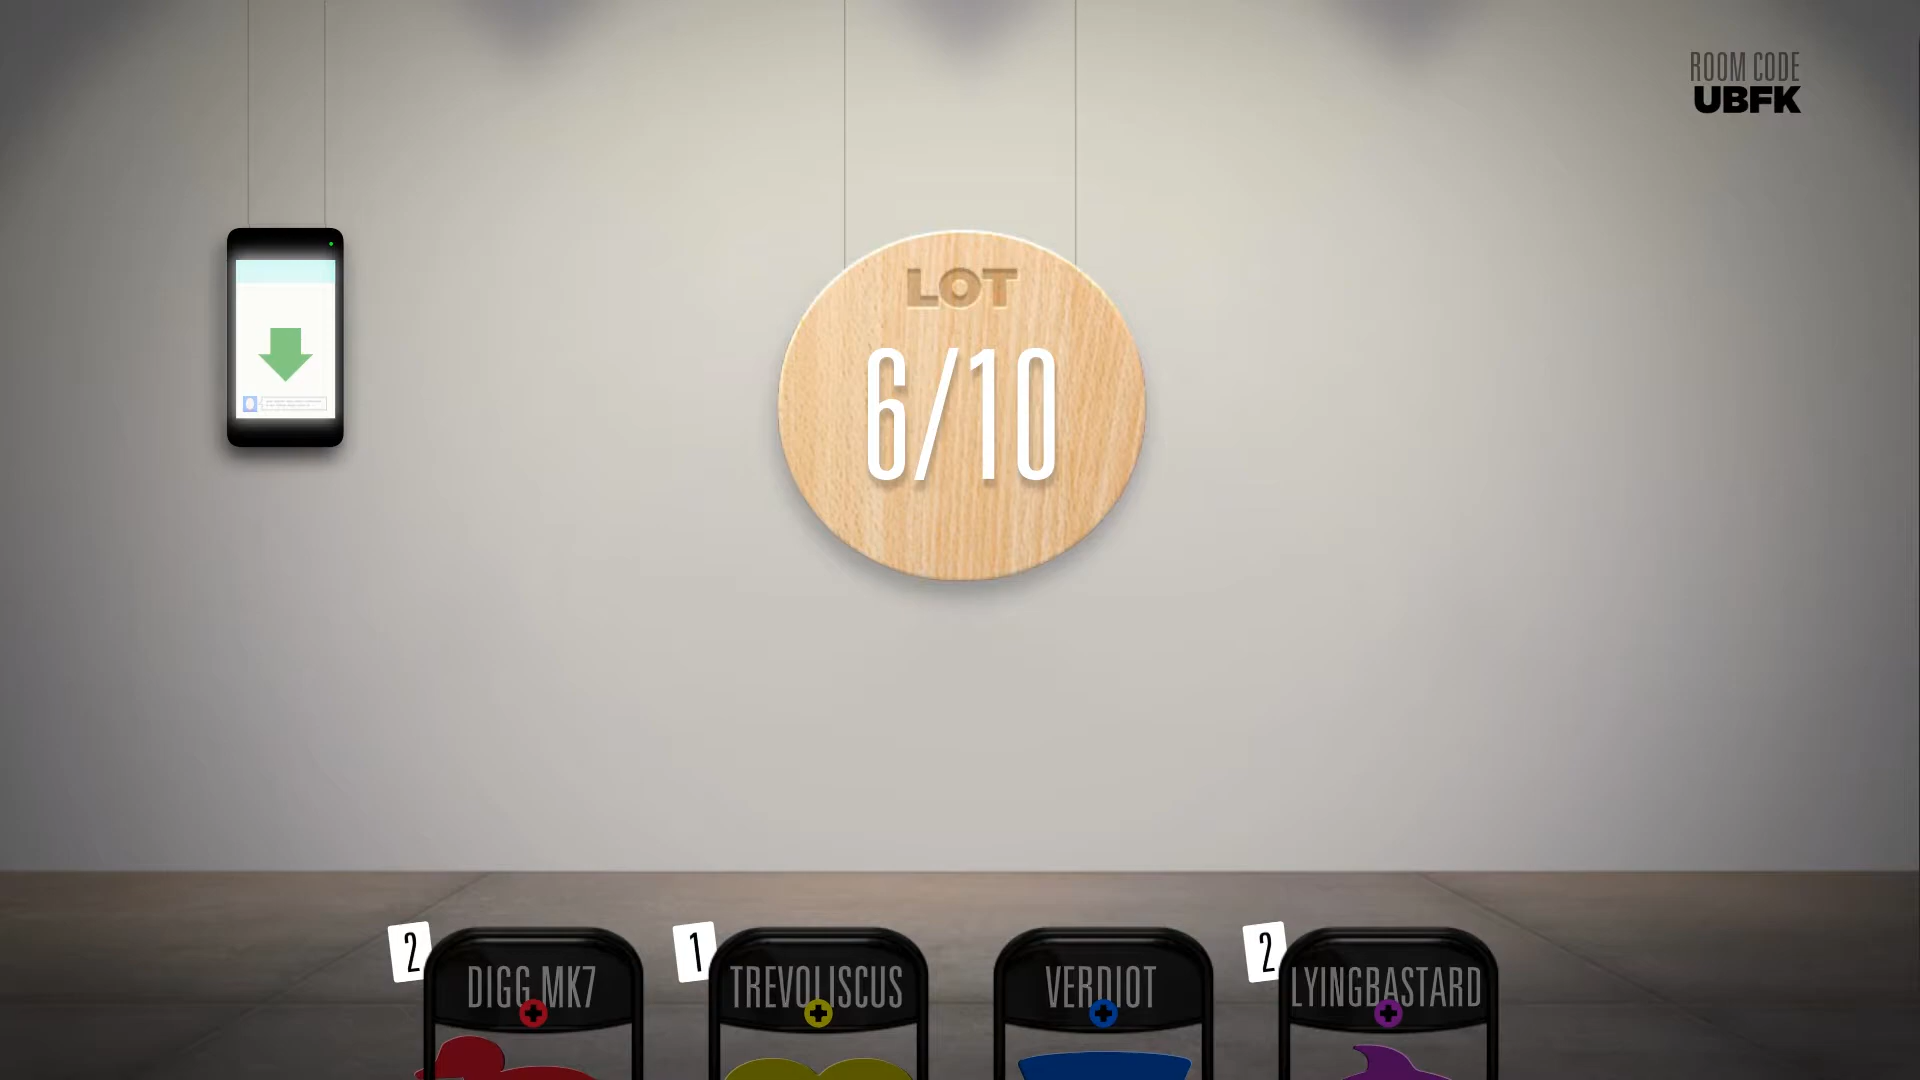 ROOM CODE
UBFK
LOT
6/10
2
DIGG MK7
1
TREVOLISCUS
VERDIOT
2
LYINGBASTARD